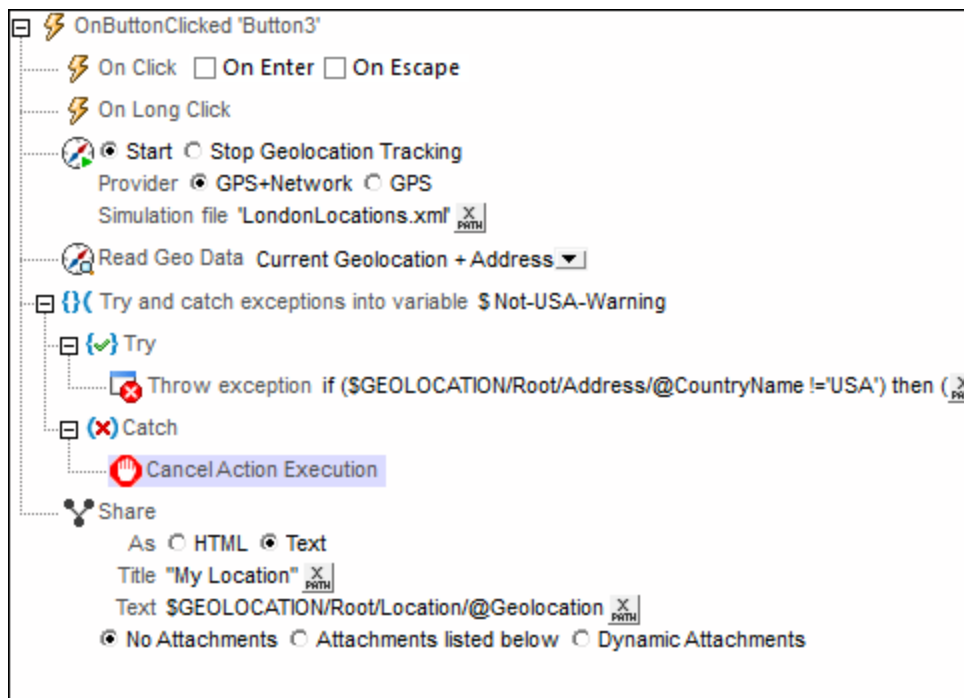 OnButtonClicked 'Button3'
On Click On Enter On Escape
On Long Click
Start Stop Geolocation Tracking
Provider GPS+Network GPS
Simulation file 'LondonLocations.xml' X PATH
Read Geo Data Current Geolocation + Address
{}( Try and catch exceptions into variable $ Not-USA-Warning
Try
Throw exception if ($GEOLOCATION/Root/Address/@CountryName !='USA') then (
Catch
Cancel Action Execution
Share
As HTML Text
Title "My Location" X PATH
Text $GEOLOCATION/Root/Location/@Geolocation X PATH
No Attachments Attachments listed below Dynamic Attachments